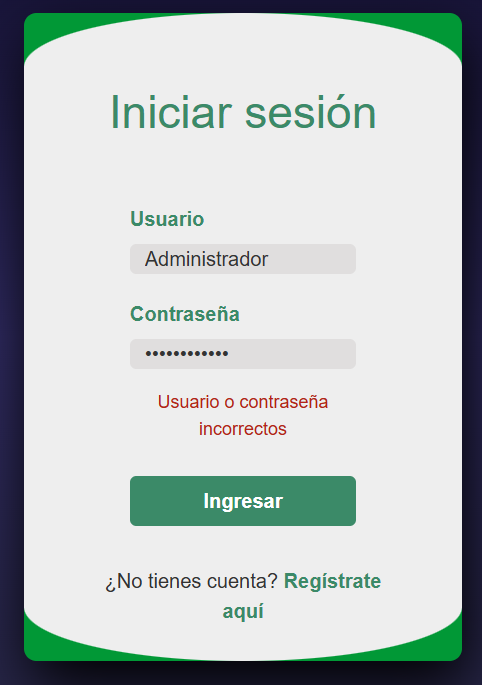 Iniciar sesión
Usuario
Administrador
Contraseña
••••••••••••
Usuario o contraseña
incorrectos
Ingresar
¿No tienes cuenta? Regístrate
aquí